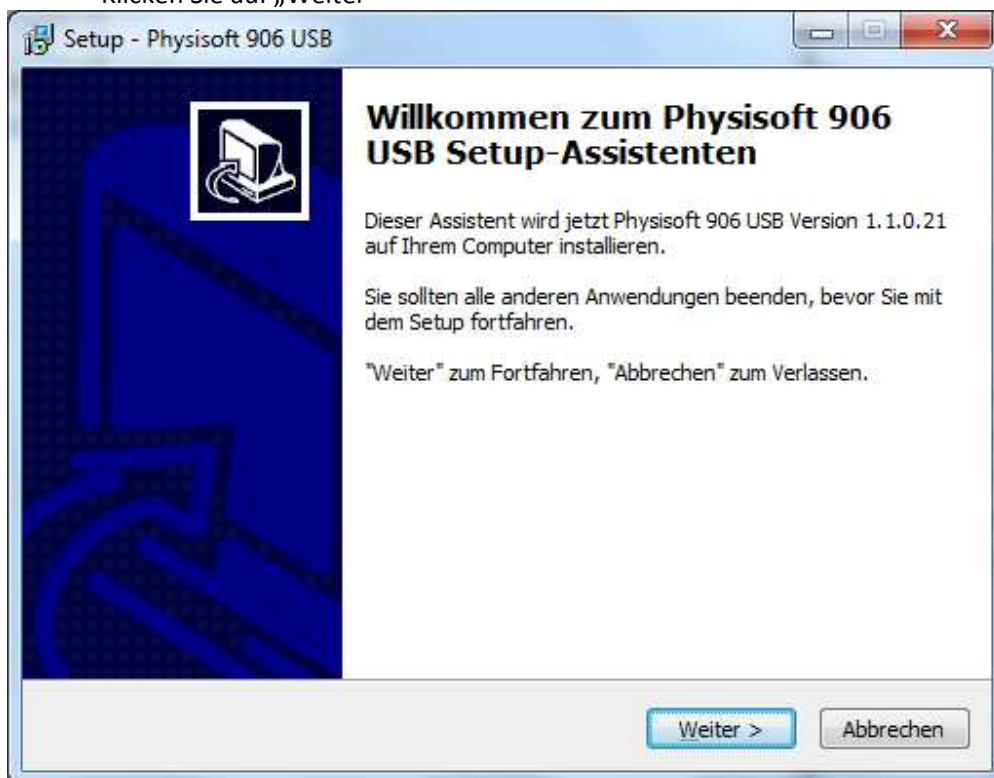 Klicken Sie auf „Weiter“
Setup - Physisoft 906 USB
Willkommen zum Physisoft 906
USB Setup-Assistenten
Dieser Assistent wird jetzt Physisoft 906 USB Version 1.1.0.21
auf Ihrem Computer installieren.
Sie sollten alle anderen Anwendungen beenden, bevor Sie mit
dem Setup fortfahren.
"Weiter" zum Fortfahren, "Abbrechen" zum Verlassen.
Weiter > Abbrechen